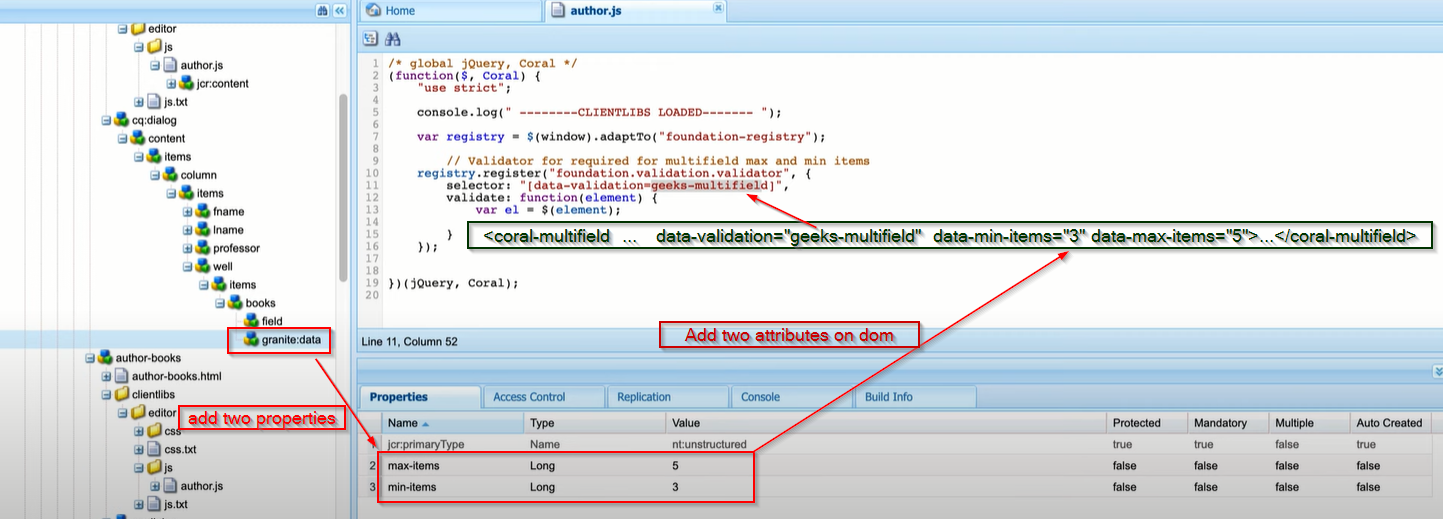 editor
js
author.js
jcr:content
js.txt
cq:dialog
content
items
column
items
fname
lname
professor
well
items
books
field
granite:data
author-books
author-books.html
clientlibs
editor
css
css.txt
js
author.js
js.txt
add two properties
Home
author.js
1 /* global jQuery, Coral */
2 (function($, Coral) {
3 "use strict";
4
5 console.log(" --------CLIENTLIBS LOADED------- ");
6
7 var registry = $(window).adaptTo("foundation-registry");
8
9 // Validator for required for multifield max and min items
10 registry.register("foundation.validation.validator", {
11 selector: "[data-validation=geeks-multifield]",
12 validate: function(element) {
13 var el = $(element);
14
15 }
<coral-multifield ... data-validation="geeks-multifield" data-min-items="3" data-max-items="5">...</coral-multifield>
16 });
17
18
19 })(jQuery, Coral);
20
Add two attributes on dom
Line 11, Column 52
Properties Access Control Replication Console Build Info
Name Type Value Protected Mandatory Multiple Auto Created
1 jcr:primaryType Name nt:unstructured true true false true
2 max-items Long 5 false false false false
3 min-items Long 3 false false false false